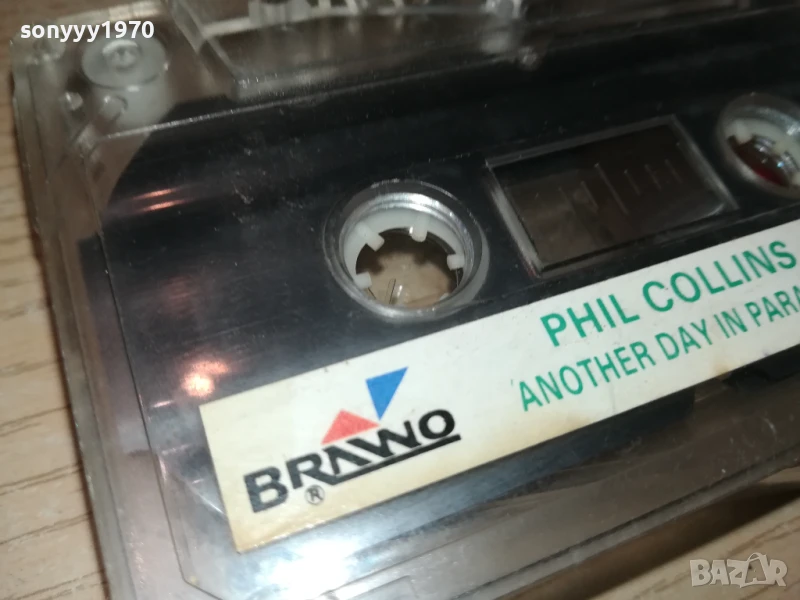 sonyyy1970
PHIL COLLINS
ANOTHER DAY IN PARA
BRAWO
®
BAZAR